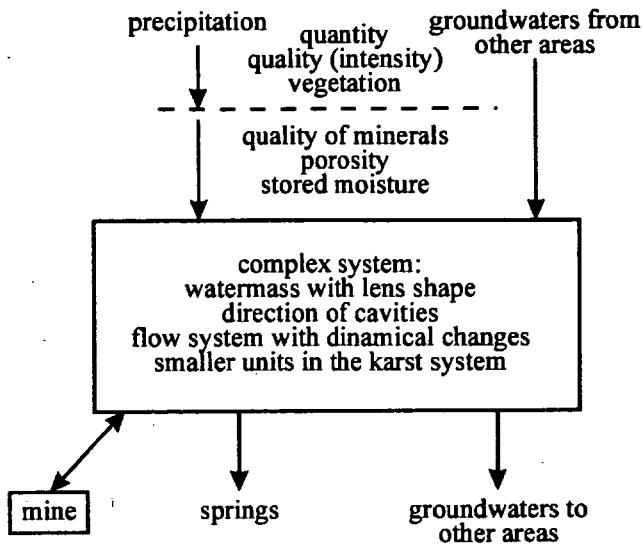 precipitation
quantity
quality (intensity)
vegetation
groundwaters from
other areas
quality of minerals
porosity
stored moisture
complex system:
watermass with lens shape
direction of cavities
flow system with dinamical changes
smaller units in the karst system
mine
springs
groundwaters to
other areas